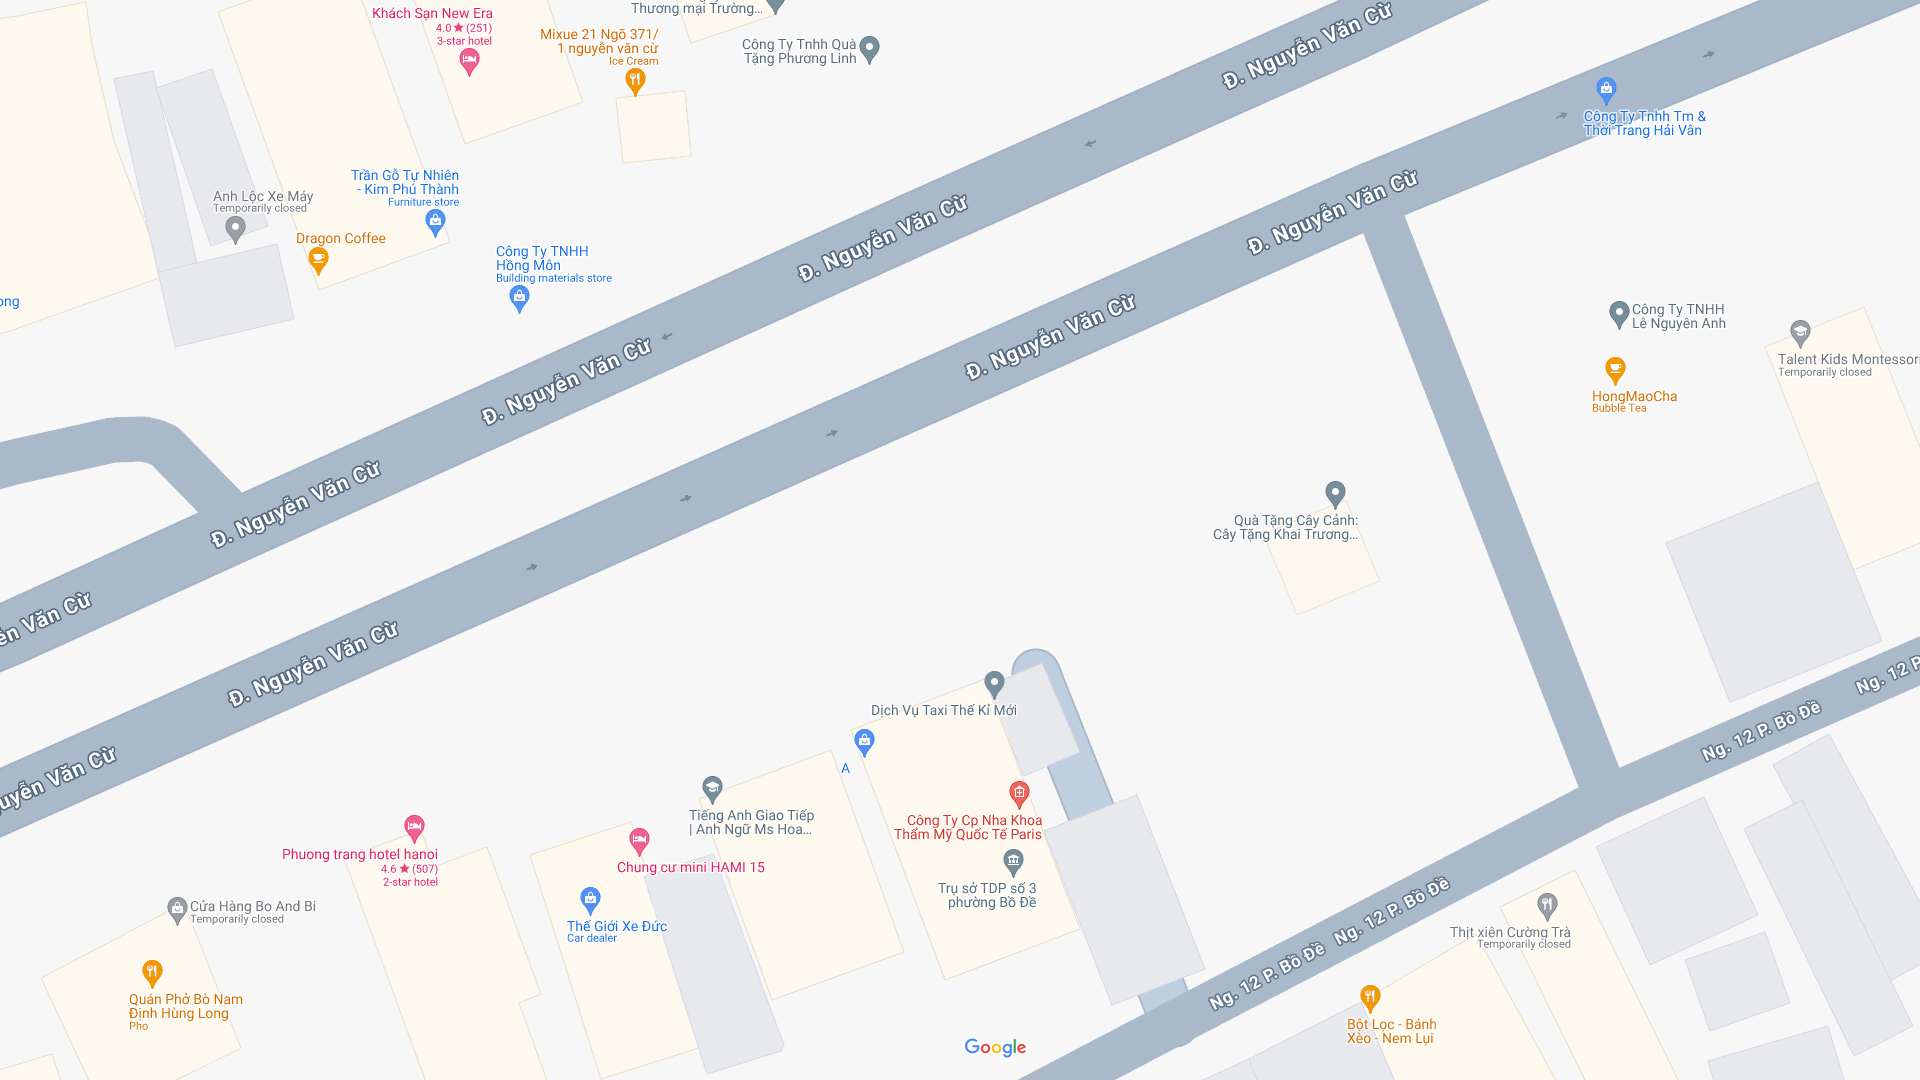 Thương mại Trường...
Khách Sạn New Era
4.0★(251)
3-star hotel
Mixue 21 Ngõ 371/
1 nguyễn văn cừ
Ice Cream
Công Ty Tnhh Quà
Tặng Phương Linh
Đ. Nguyễn Văn Cừ
Công Ty Tnhh Tm &
Thời Trang Hải Vân
Trần Gỗ Tự Nhiên
- Kim Phú Thành
Furniture store
Anh Lộc Xe Máy
Temporarily closed
Dragon Coffee
Công Ty TNHH
Hồng Môn
Building materials store
Đ. Nguyễn Văn Cừ
Đ. Nguyễn Văn Cừ
ong
Đ. Nguyễn Văn Cừ
Công Ty TNHH
Lê Nguyên Anh
Talent Kids Montessori
Temporarily closed
HongMaoCha
Bubble Tea
Đ. Nguyễn Văn Cừ
Đ. Nguyễn Văn Cừ
Quà Tặng Cây Cảnh:
Cây Tặng Khai Trương...
ễn Văn Cừ
Đ. Nguyễn Văn Cừ
Ng. 12 P.
Dịch Vụ Taxi Thế Kỉ Mới
Ng. 12 P. Bồ Đề
uyễn Văn Cừ
A
Tiếng Anh Giao Tiếp
| Anh Ngữ Ms Hoa...
Công Ty Cp Nha Khoa
Thẩm Mỹ Quốc Tế Paris
Phuong trang hotel hanoi
4.6★(507)
2-star hotel
Chung cư mini HAMI 15
Trụ sở TDP số 3
phường Bồ Đề
Cửa Hàng Bo And Bi
Temporarily closed
Thế Giới Xe Đức
Car dealer
Ng. 12 P. Bồ Đề
Ng. 12 P. Bồ Đề
Thịt xiên Cường Trà
Temporarily closed
Quán Phở Bò Nam
Định Hùng Long
Pho
Bột Lọc - Bánh
Xèo - Nem Lụi
Google